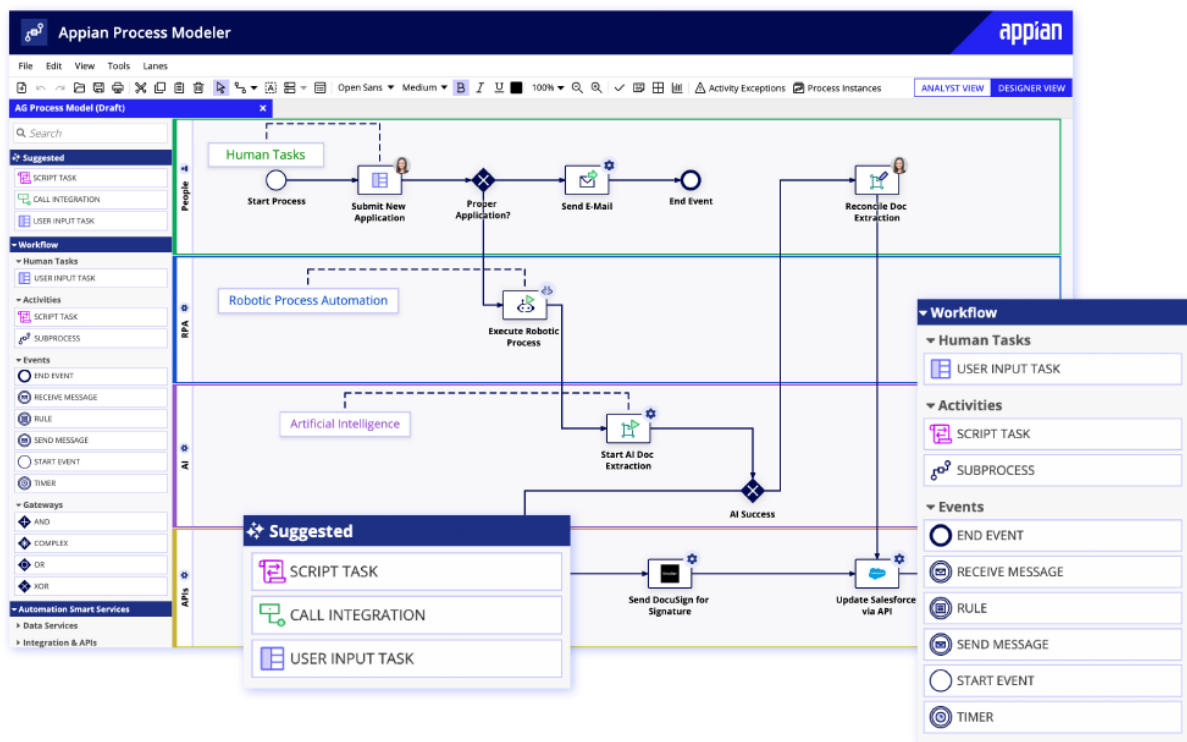 Appian Process Modeler
appian
File Edit View Tools Lanes
Open Sans Medium B I U 100% Activity Exceptions Process Instances ANALYST VIEW DESIGNER VIEW
AG Process Model (Draft) ×
Search
Suggested
SCRIPT TASK
CALL INTEGRATION
USER INPUT TASK
Workflow
Human Tasks
USER INPUT TASK
Activities
SCRIPT TASK
SUBPROCESS
Events
END EVENT
RECEIVE MESSAGE
RULE
SEND MESSAGE
START EVENT
TIMER
Gateways
AND
COMPLEX
OR
XOR
Automation Smart Services
Data Services
Integration & APIs
People
Human Tasks
Start Process
Submit New
Application
Proper
Application?
Send E-Mail
End Event
Reconcile Doc
Extraction
RPA
Robotic Process Automation
Execute Robotic
Process
AI
Artificial Intelligence
Start AI Doc
Extraction
AI Success
APIs
Send DocuSign for
Signature
Update Salesforce
via API
Suggested
SCRIPT TASK
CALL INTEGRATION
USER INPUT TASK
Workflow
Human Tasks
USER INPUT TASK
Activities
SCRIPT TASK
SUBPROCESS
Events
END EVENT
RECEIVE MESSAGE
RULE
SEND MESSAGE
START EVENT
TIMER